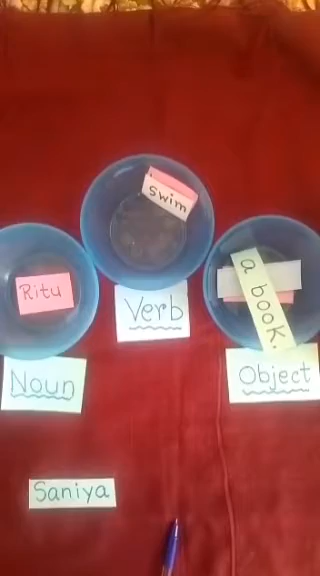 swim
Ritu
a book.
Verb
Noun
Object
Saniya